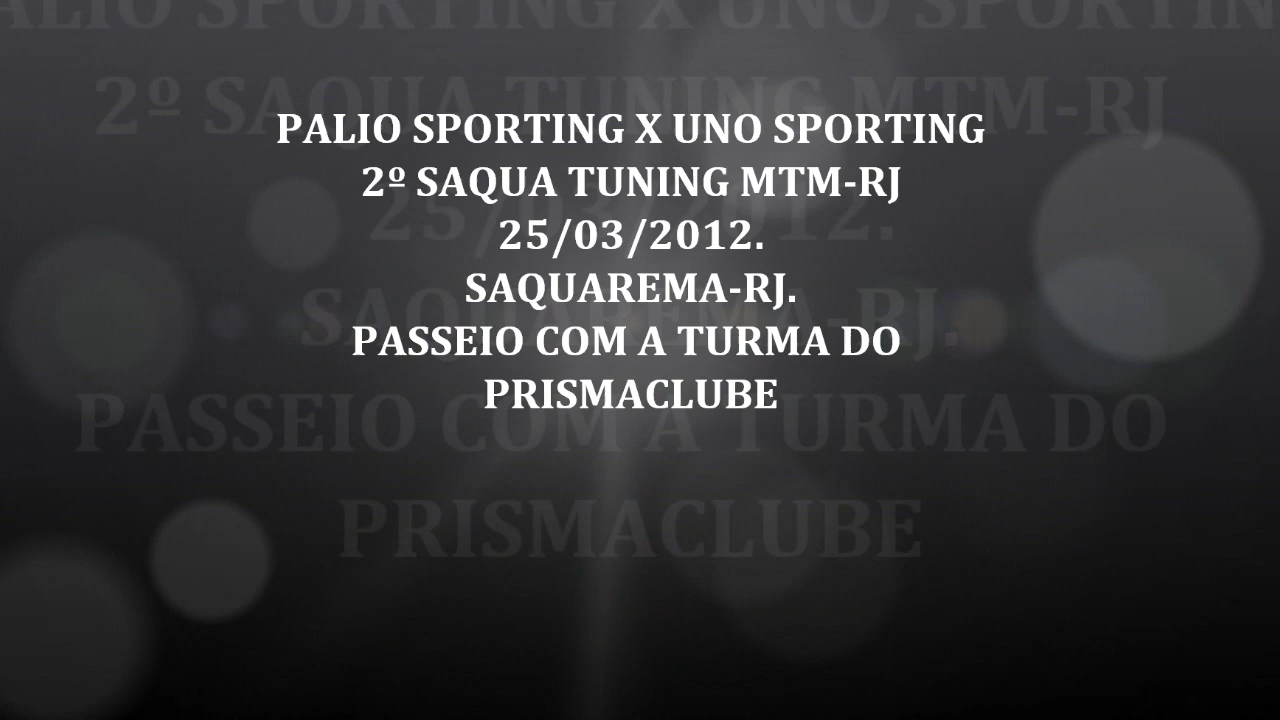 PALIO SPORTING X UNO SPORTING
2º SAQUA TUNING MTM-RJ
25/03/2012.
SAQUAREMA-RJ.
PASSEIO COM A TURMA DO
PRISMACLUBE